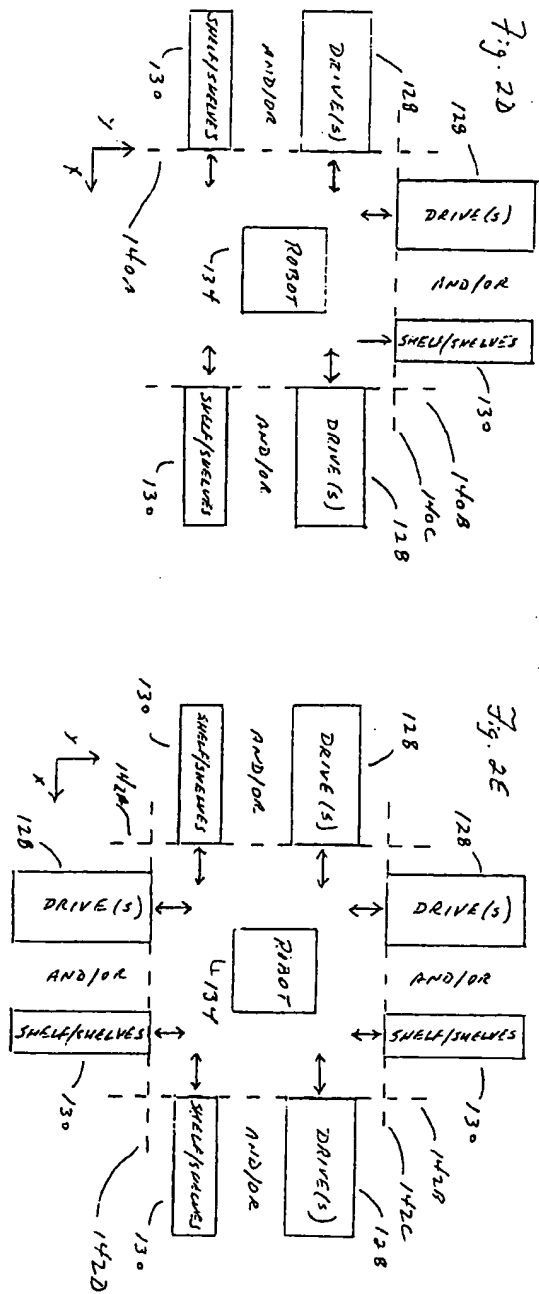 Fig. 2D
128
DRIVE(S)
AND/OR
SHELF/SHELVES
130
128
DRIVE(S)
AND/OR
SHELF/SHELVES
130
ROBOT
134
DRIVE(S)
128
AND/OR
SHELF/SHELVES
130
140A
140B
140C
Y
X
Fig. 2E
128
DRIVE(S)
AND/OR
SHELF/SHELVES
130
128
DRIVE(S)
AND/OR
SHELF/SHELVES
130
ROBOT
134
DRIVE(S)
128
AND/OR
SHELF/SHELVES
130
128
DRIVE(S)
AND/OR
SHELF/SHELVES
130
142A
142B
142C
142D
Y
X